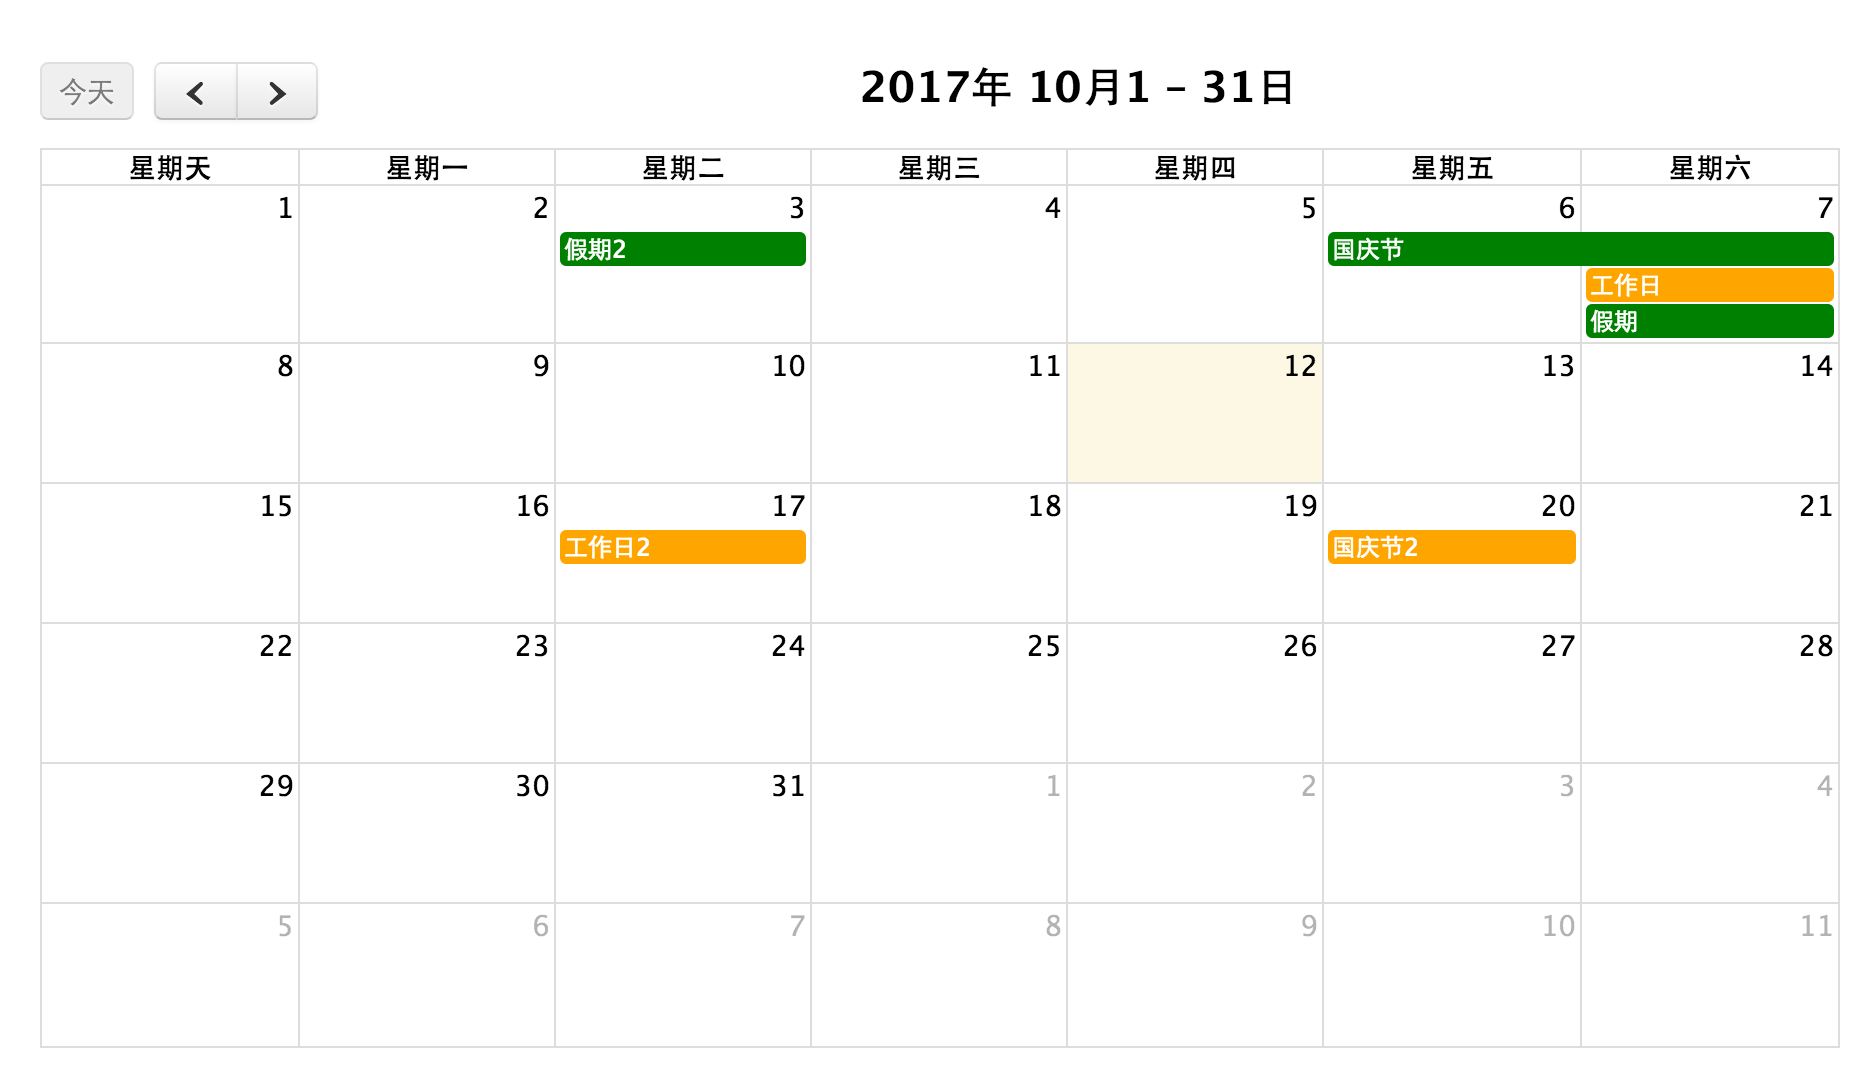 今天
2017年 10月1 – 31日
星期天 星期一 星期二 星期三 星期四 星期五 星期六
1 2 3 4 5 6 7
假期2 国庆节
工作日
假期
8 9 10 11 12 13 14
15 16 17 18 19 20 21
工作日2 国庆节2
22 23 24 25 26 27 28
29 30 31 1 2 3 4
5 6 7 8 9 10 11